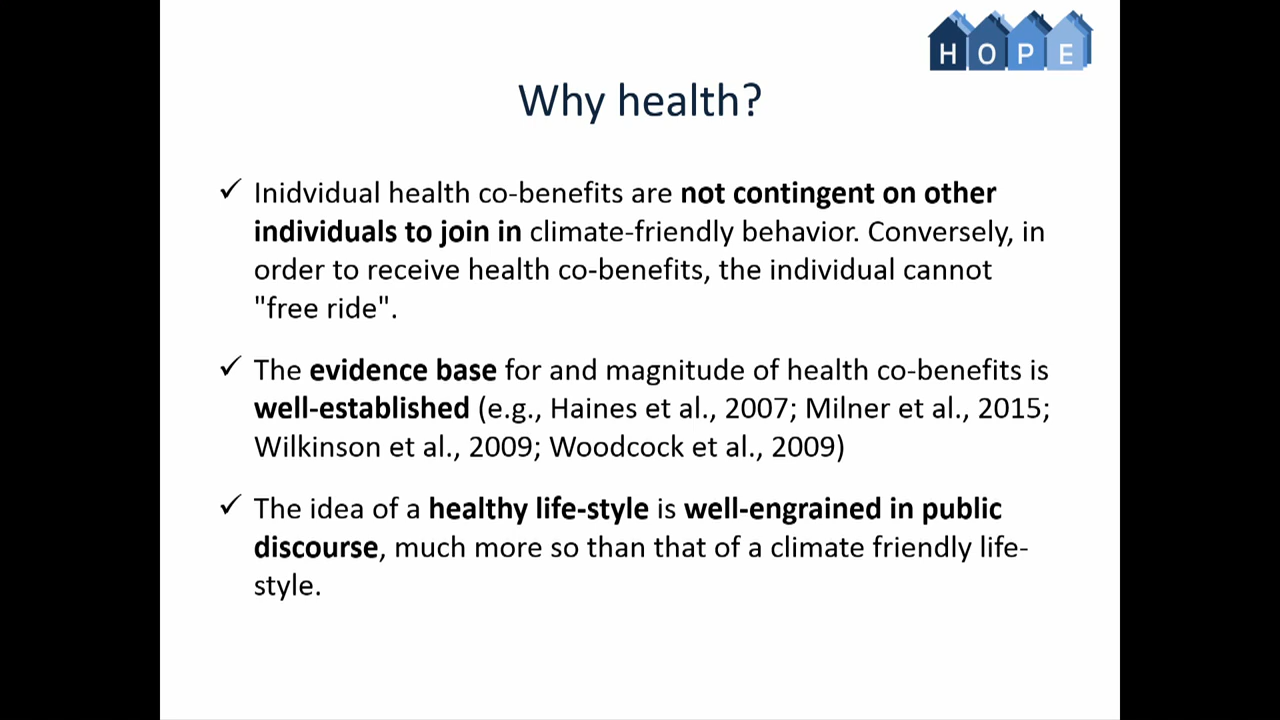 H O P E
Why health?
✓ Inidvidual health co-benefits are not contingent on other
individuals to join in climate-friendly behavior. Conversely, in
order to receive health co-benefits, the individual cannot
"free ride".
✓ The evidence base for and magnitude of health co-benefits is
well-established (e.g., Haines et al., 2007; Milner et al., 2015;
Wilkinson et al., 2009; Woodcock et al., 2009)
✓ The idea of a healthy life-style is well-engrained in public
discourse, much more so than that of a climate friendly life-
style.